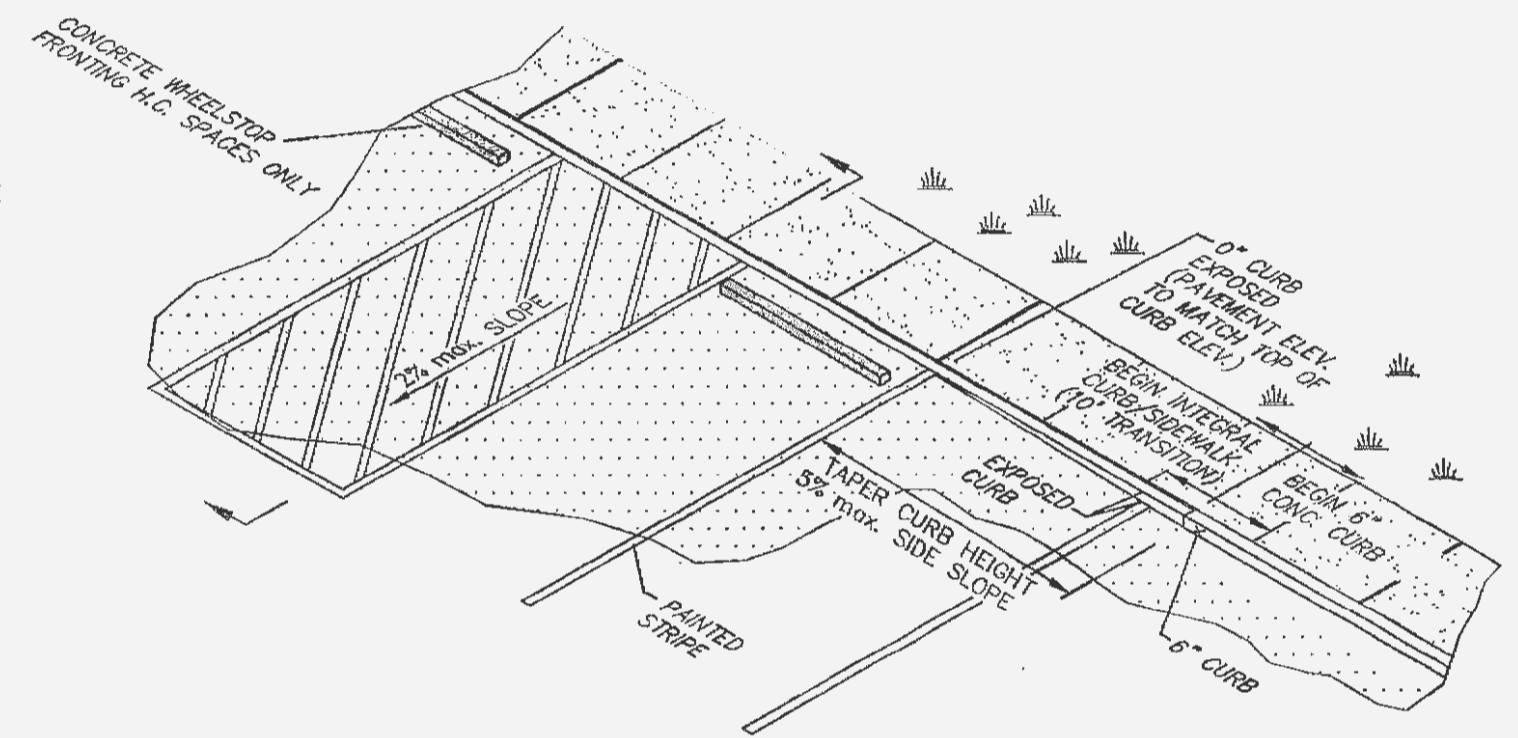 CONCRETE WHEELSTOP
FRONTING H.C. SPACES ONLY
2% max. SLOPE
0" CURB
EXPOSED
(PAVEMENT ELEV.
TO MATCH TOP OF
CURB ELEV.)
BEGIN INTEGRAL
CURB/SIDEWALK
(10' TRANSITION)
EXPOSED
CURB
BEGIN 6"
CONC. CURB
TAPER CURB HEIGHT
5% max. SIDE SLOPE
PAINTED
STRIPE
6" CURB